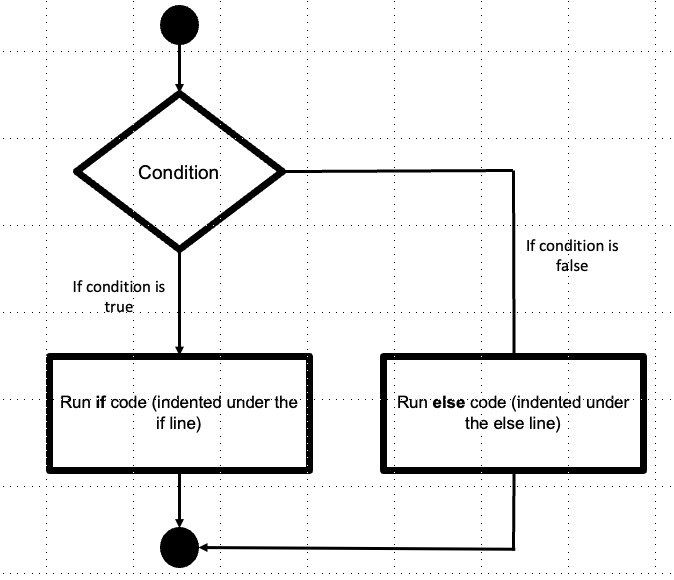 Condition
If condition is
false
If condition is
true
Run if code (indented under the
if line)
Run else code (indented under
the else line)